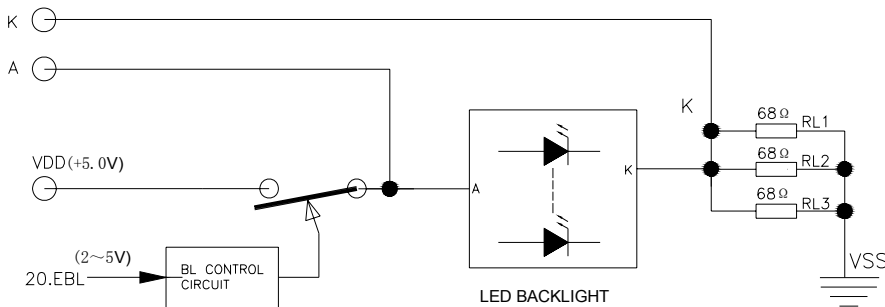 K
A
K
68Ω RL1
VDD(+5.0V)
68Ω RL2
A
K
68Ω RL3
(2～5V)
20.EBL
BL CONTROL
CIRCUIT
VSS
LED BACKLIGHT